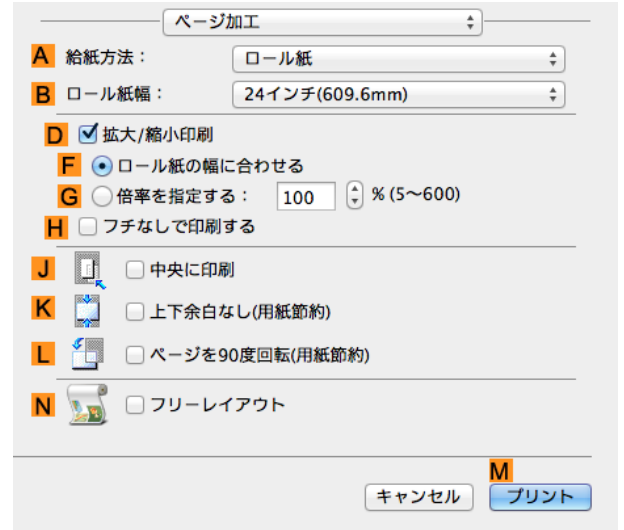 ページ加工
A 給紙方法： ロール紙
B ロール紙幅： 24インチ(609.6mm)
D 拡大/縮小印刷
F ロール紙の幅に合わせる
G 倍率を指定する： 100 % (5〜600)
H フチなしで印刷する
J 中央に印刷
K 上下余白なし(用紙節約)
L ページを90度回転(用紙節約)
N フリーレイアウト
M
キャンセル プリント